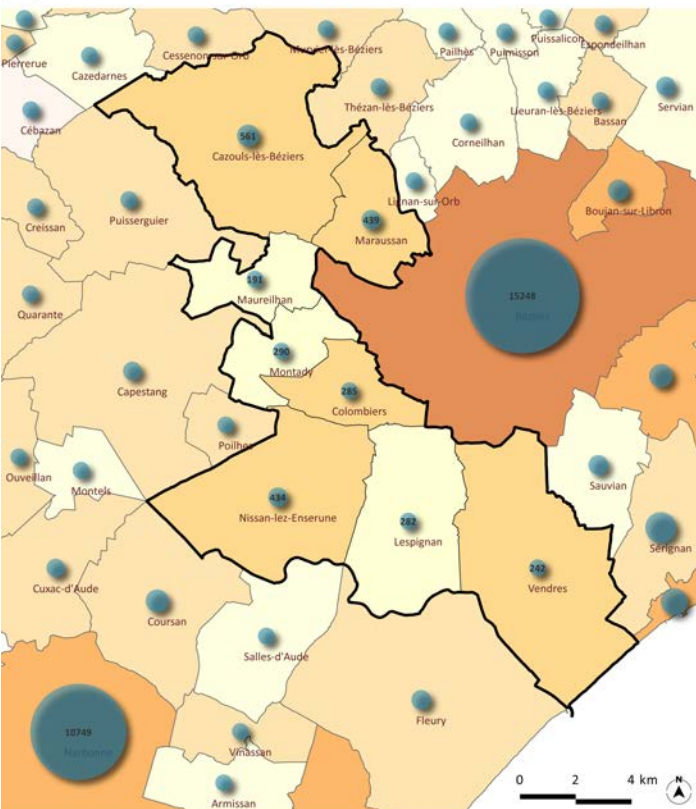 Puissalicon
Espondeilhan
Cessenon-sur-Orb
Murviel-lès-Béziers
Pailhès
Puimisson
Pierrerue
Cazedarnes
Servian
Thézan-lès-Béziers
Lieuran-lès-Béziers
Bassan
Cébazan
Corneilhan
561
Cazouls-lès-Béziers
Lignan-sur-Orb
Boujan-sur-Libron
Puisserguier
439
Creissan
Maraussan
191
Maureilhan
15248
Béziers
Quarante
290
Montady
Capestang
285
Colombiers
Poilhes
Ouveillan
Montels
Sauvian
434
Nissan-lez-Enserune
282
Lespignan
Sérignan
242
Vendres
Cuxac-d'Aude
Coursan
Salles-d'Aude
Fleury
10749
Narbonne
Vinassan
Armissan
0 2 4 km
N